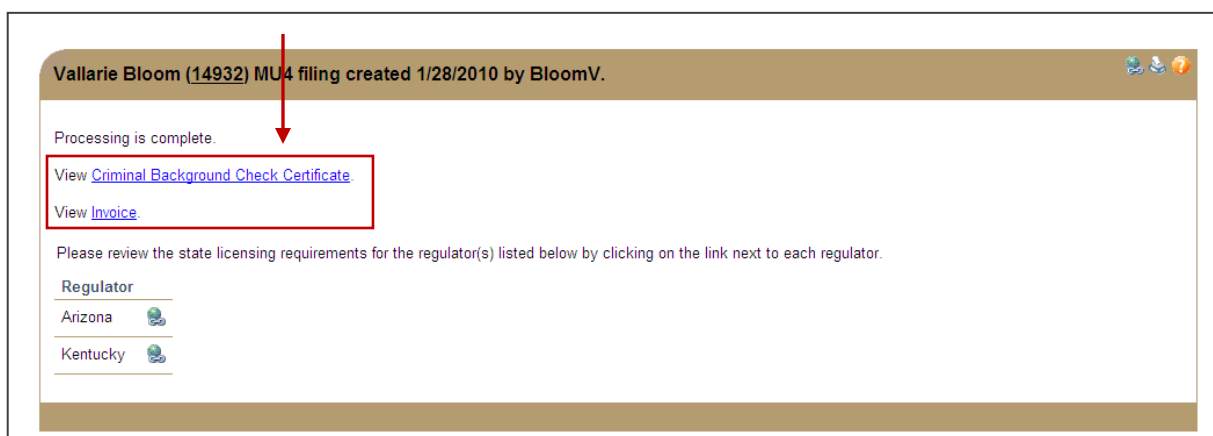 Vallarie Bloom (14932) MU4 filing created 1/28/2010 by BloomV.
Processing is complete.
View Criminal Background Check Certificate.
View Invoice.
Please review the state licensing requirements for the regulator(s) listed below by clicking on the link next to each regulator.
Regulator
Arizona
Kentucky